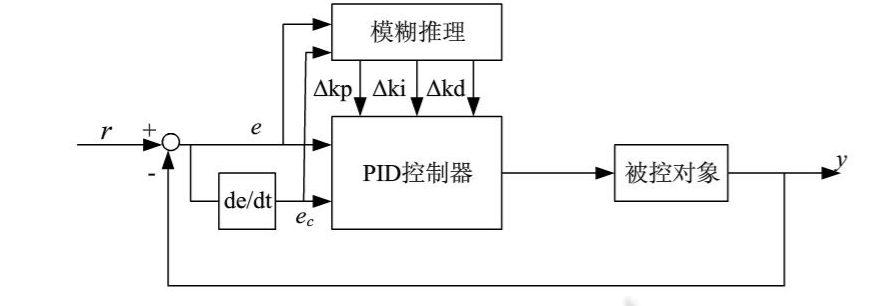 模糊推理
Δkp Δki Δkd
r + e
PID控制器
被控对象
y
-
de/dt
e_c